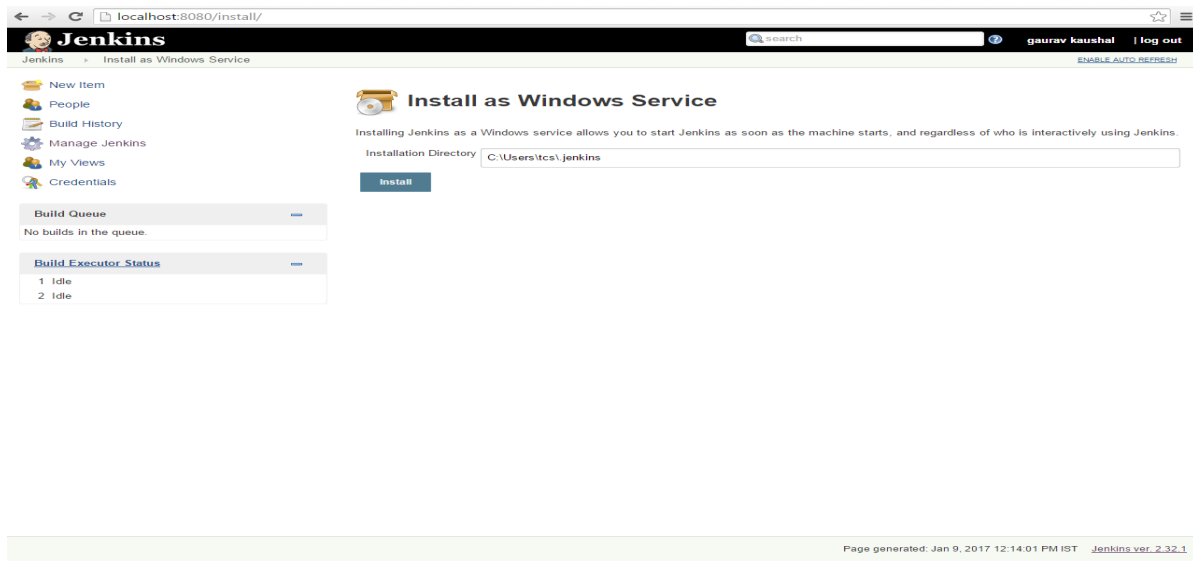 localhost:8080/install/
Jenkins
search
gaurav kaushal | log out
Jenkins Install as Windows Service
ENABLE AUTO REFRESH
New Item
People
Build History
Manage Jenkins
My Views
Credentials
Build Queue
No builds in the queue.
Build Executor Status
1 Idle
2 Idle
Install as Windows Service
Installing Jenkins as a Windows service allows you to start Jenkins as soon as the machine starts, and regardless of who is interactively using Jenkins.
Installation Directory C:\Users\tcs\.jenkins
Install
Page generated: Jan 9, 2017 12:14:01 PM IST Jenkins ver. 2.32.1